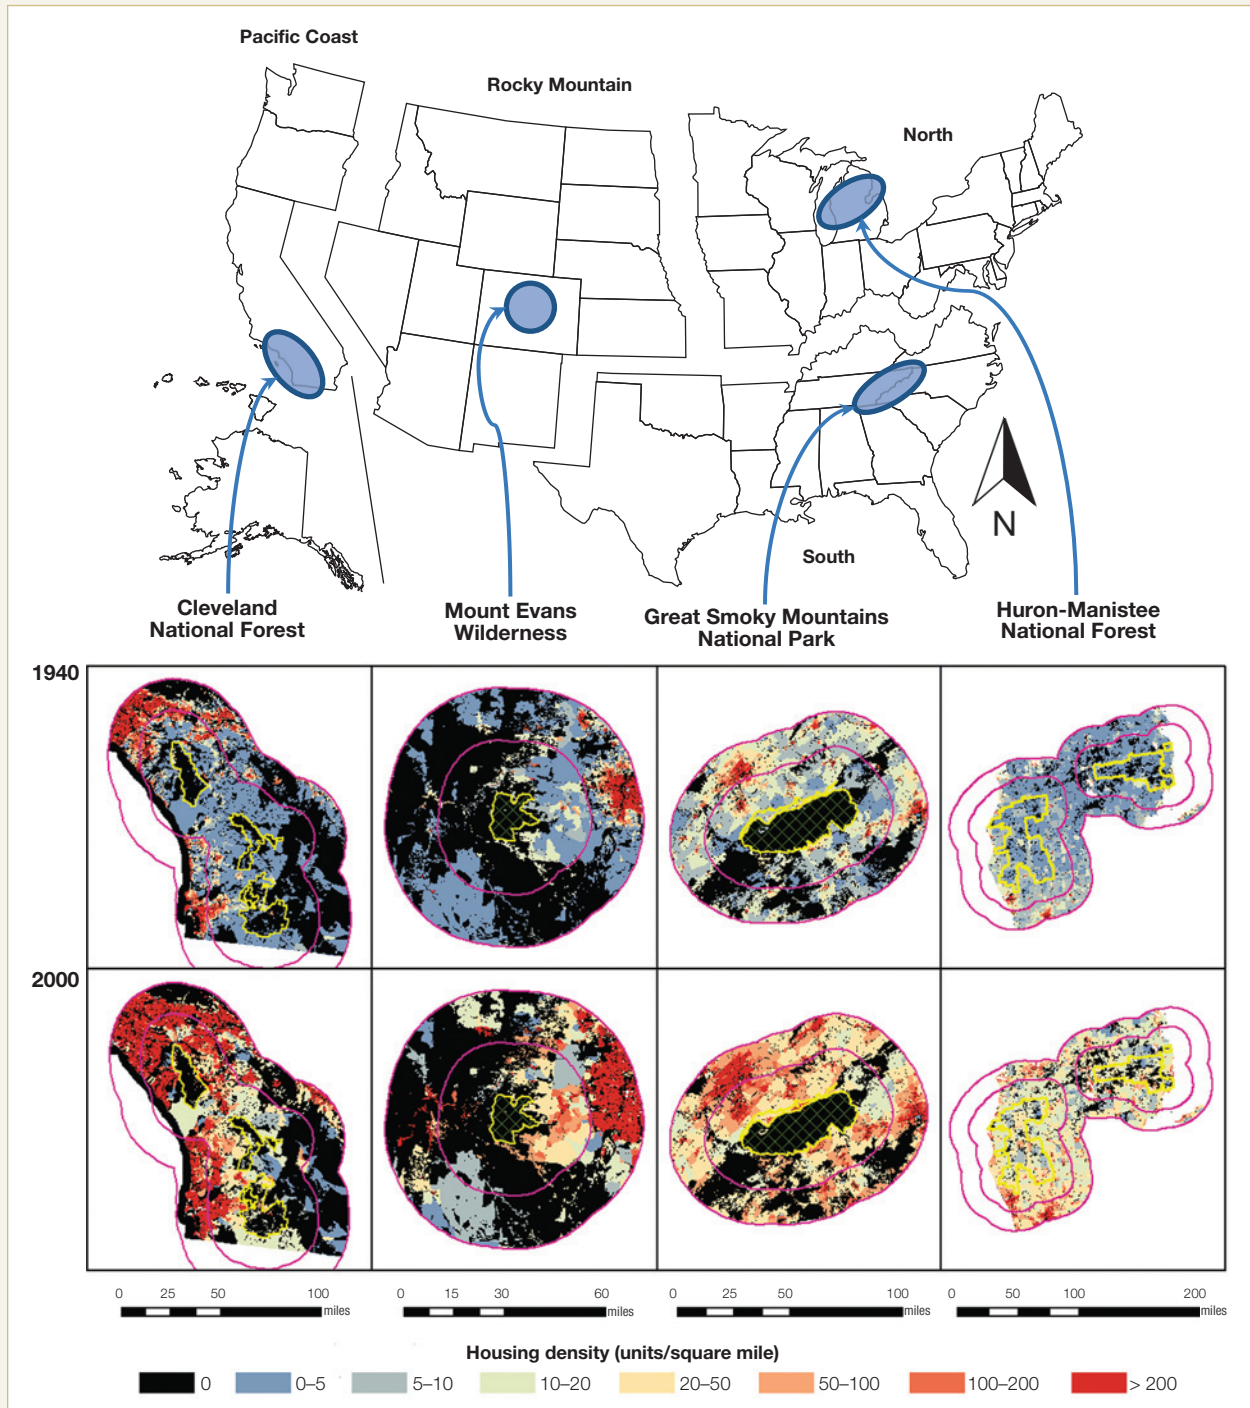 Pacific Coast
Rocky Mountain
North
N
South
Cleveland
National Forest
Mount Evans
Wilderness
Great Smoky Mountains
National Park
Huron-Manistee
National Forest
1940
2000
0 25 50 100
miles
0 15 30 60
miles
0 25 50 100
miles
0 50 100 200
miles
Housing density (units/square mile)
0 0–5 5–10 10–20 20–50 50–100 100–200 > 200